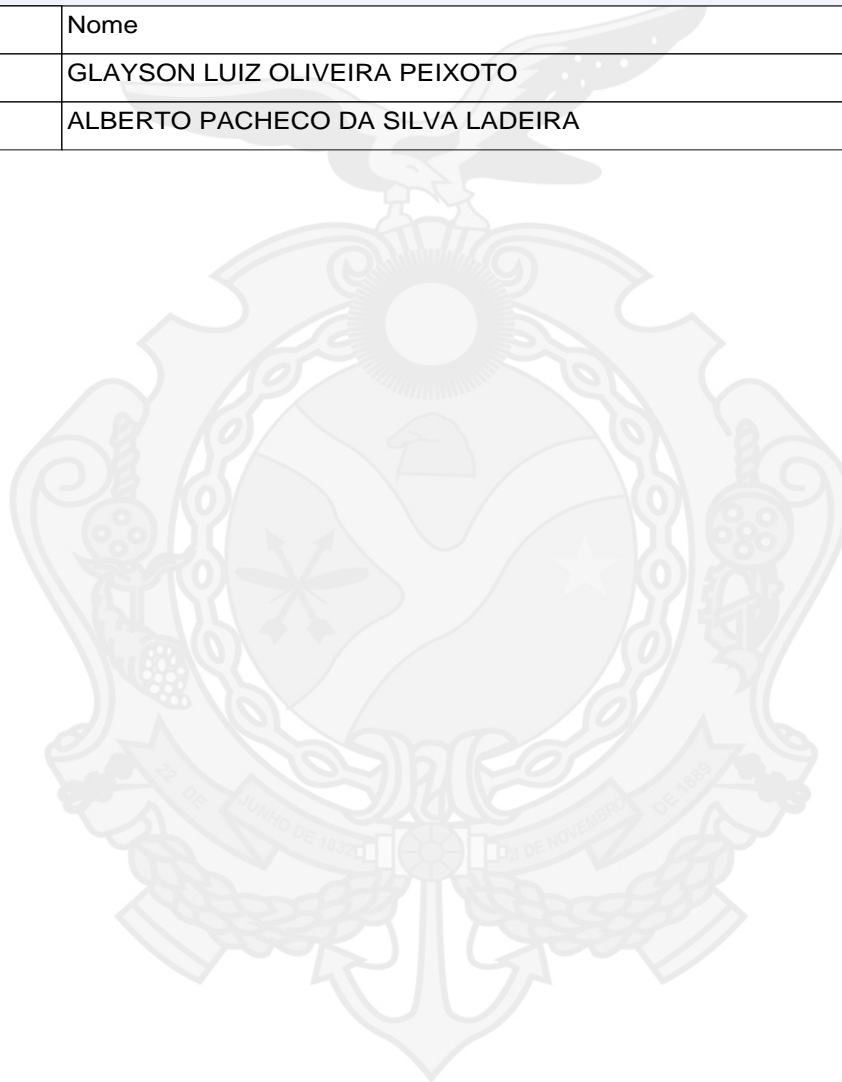 Nome
GLAYSON LUIZ OLIVEIRA PEIXOTO
ALBERTO PACHECO DA SILVA LADEIRA
22 DE JUNHO DE 1832
DE NOVEMBRO DE 1889